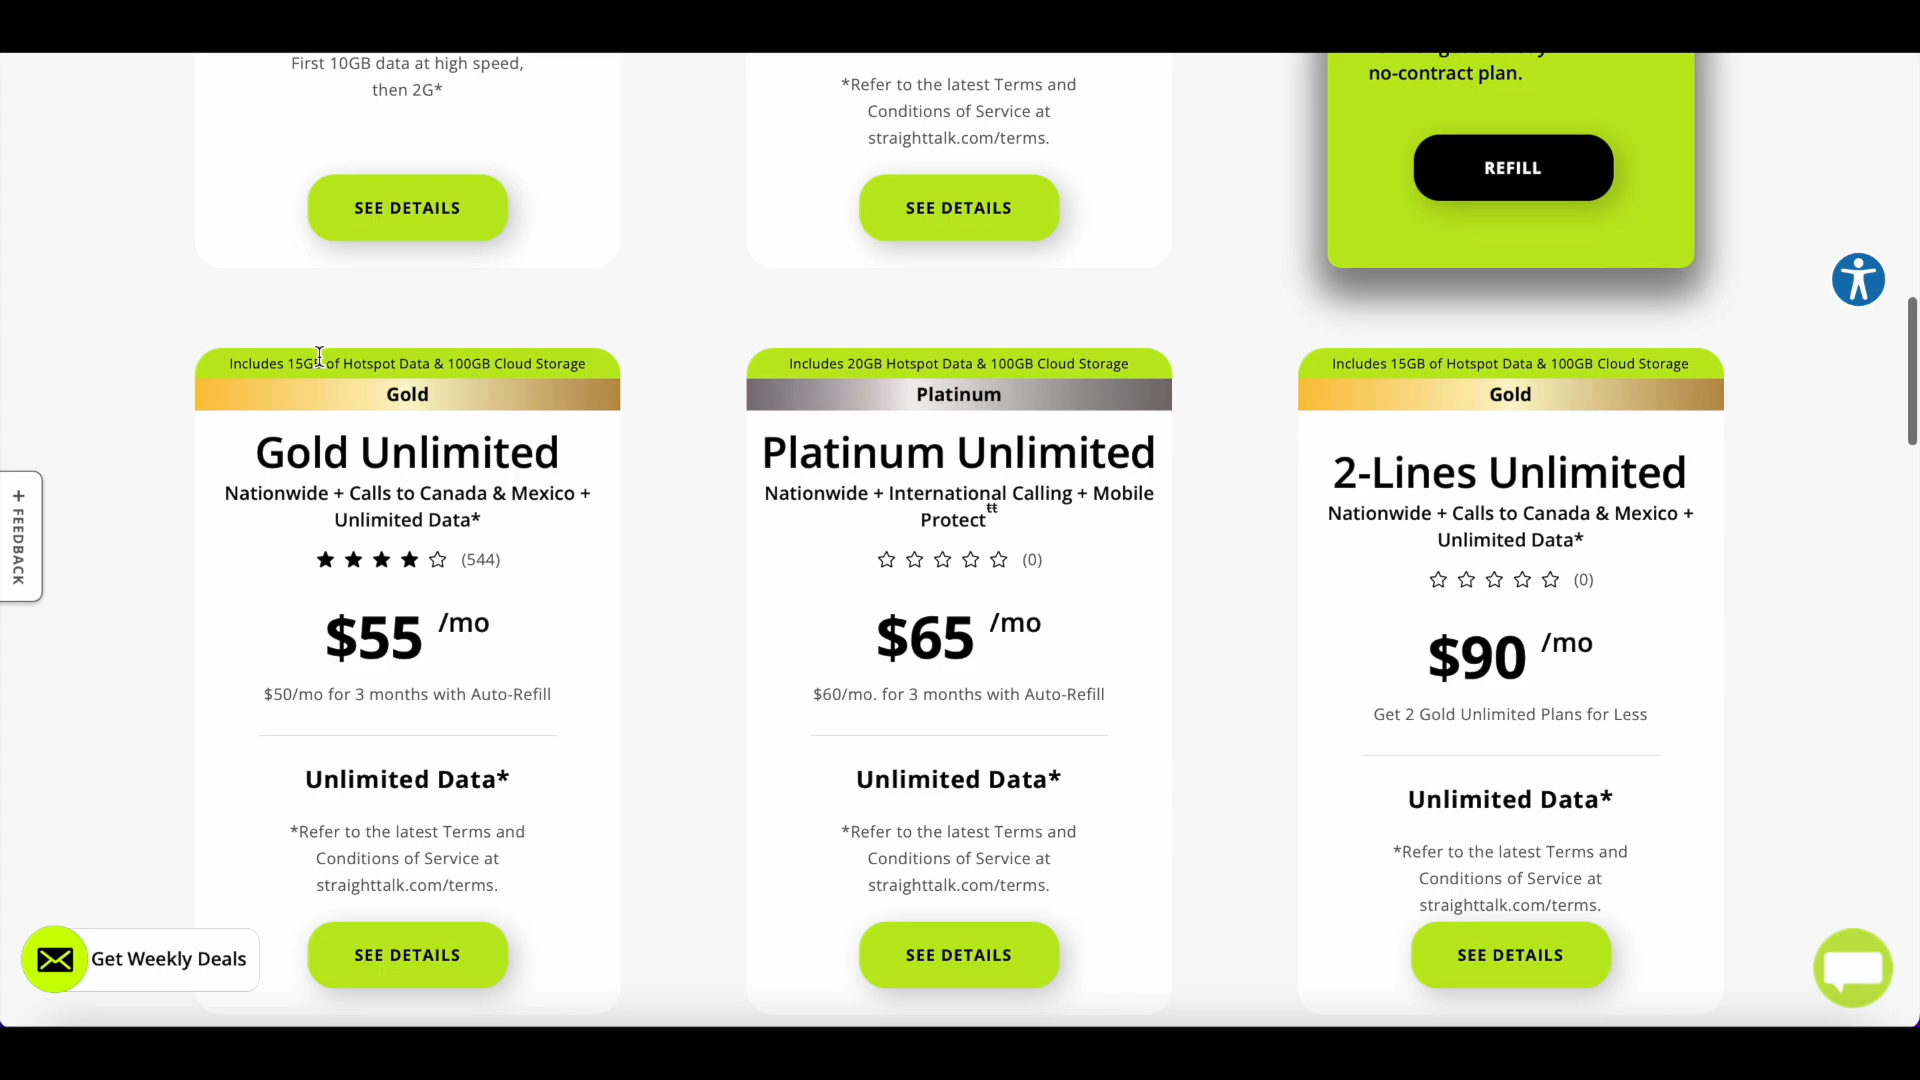 First 10GB data at high speed,
then 2G*
SEE DETAILS
*Refer to the latest Terms and
Conditions of Service at
straighttalk.com/terms.
SEE DETAILS
no-contract plan.
REFILL
Includes 15GB of Hotspot Data & 100GB Cloud Storage
Gold
Gold Unlimited
Nationwide + Calls to Canada & Mexico +
Unlimited Data*
(544)
$55 /mo
$50/mo for 3 months with Auto-Refill
Unlimited Data*
*Refer to the latest Terms and
Conditions of Service at
straighttalk.com/terms.
SEE DETAILS
Includes 20GB Hotspot Data & 100GB Cloud Storage
Platinum
Platinum Unlimited
Nationwide + International Calling + Mobile
Protect‡‡
(0)
$65 /mo
$60/mo. for 3 months with Auto-Refill
Unlimited Data*
*Refer to the latest Terms and
Conditions of Service at
straighttalk.com/terms.
SEE DETAILS
Includes 15GB of Hotspot Data & 100GB Cloud Storage
Gold
2-Lines Unlimited
Nationwide + Calls to Canada & Mexico +
Unlimited Data*
(0)
$90 /mo
Get 2 Gold Unlimited Plans for Less
Unlimited Data*
*Refer to the latest Terms and
Conditions of Service at
straighttalk.com/terms.
SEE DETAILS
+ FEEDBACK
Get Weekly Deals